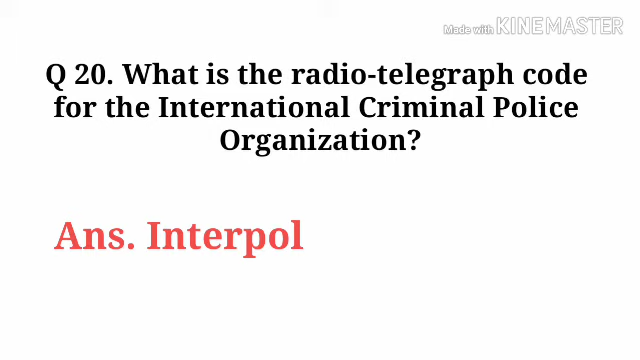 Made with KINEMASTER
Q 20. What is the radio-telegraph code
for the International Criminal Police
Organization?
Ans. Interpol